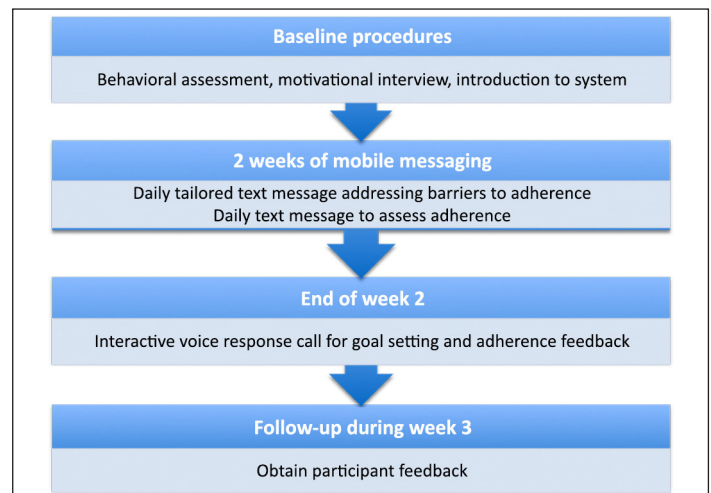 Baseline procedures
Behavioral assessment, motivational interview, introduction to system
2 weeks of mobile messaging
Daily tailored text message addressing barriers to adherence
Daily text message to assess adherence
End of week 2
Interactive voice response call for goal setting and adherence feedback
Follow-up during week 3
Obtain participant feedback